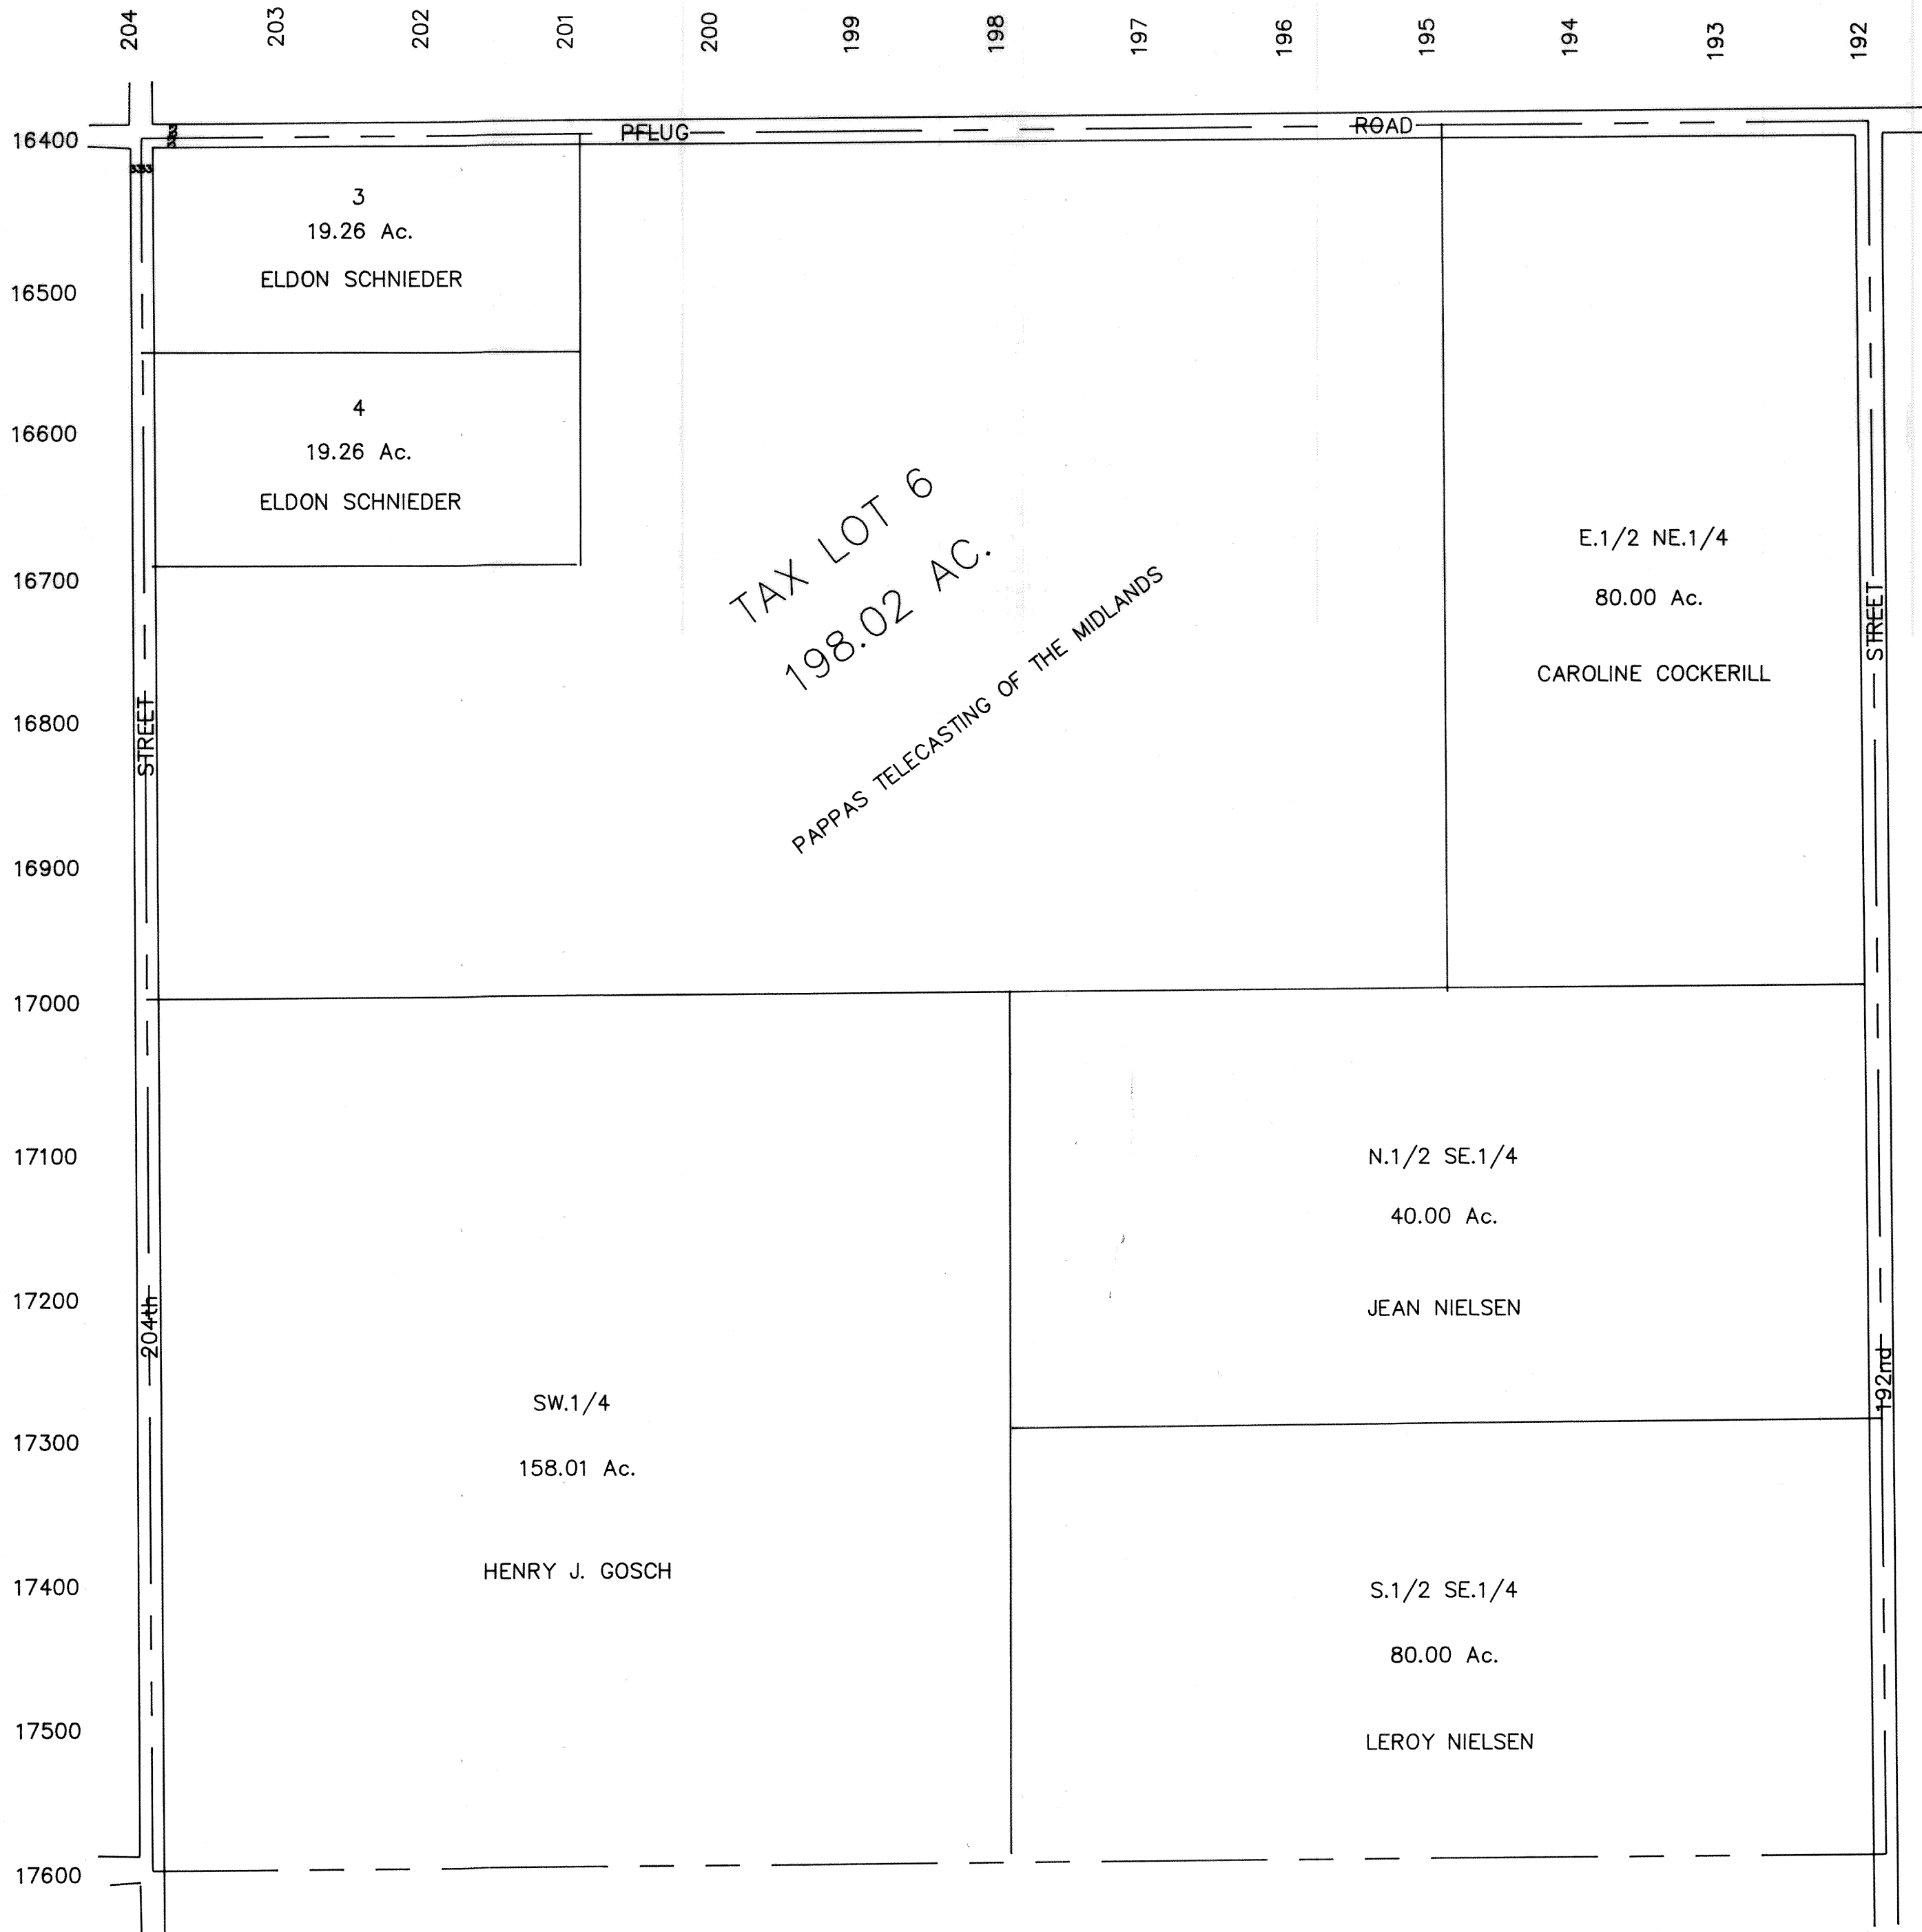 204
203
202
201
200
199
198
197
196
195
194
193
192
16400
16500
16600
16700
16800
16900
17000
17100
17200
17300
17400
17500
17600
PFLUG
ROAD
33
33
33
33
3
19.26 Ac.
ELDON SCHNIEDER
4
19.26 Ac.
ELDON SCHNIEDER
TAX LOT 6
198.02 AC.
PAPPAS TELECASTING OF THE MIDLANDS
E.1/2 NE.1/4
80.00 Ac.
CAROLINE COCKERILL
STREET
204th
STREET
192nd
N.1/2 SE.1/4
40.00 Ac.
JEAN NIELSEN
SW.1/4
158.01 Ac.
HENRY J. GOSCH
S.1/2 SE.1/4
80.00 Ac.
LEROY NIELSEN